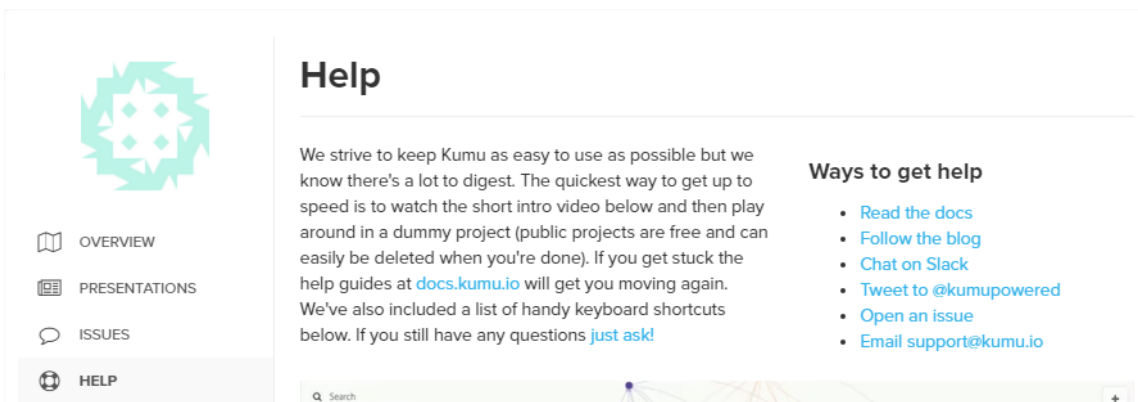 Help
We strive to keep Kumu as easy to use as possible but we
know there's a lot to digest. The quickest way to get up to
speed is to watch the short intro video below and then play
around in a dummy project (public projects are free and can
easily be deleted when you're done). If you get stuck the
help guides at docs.kumu.io will get you moving again.
We've also included a list of handy keyboard shortcuts
below. If you still have any questions just ask!
Ways to get help
• Read the docs
• Follow the blog
• Chat on Slack
• Tweet to @kumupowered
• Open an issue
• Email support@kumu.io
OVERVIEW
PRESENTATIONS
ISSUES
HELP
Search
+